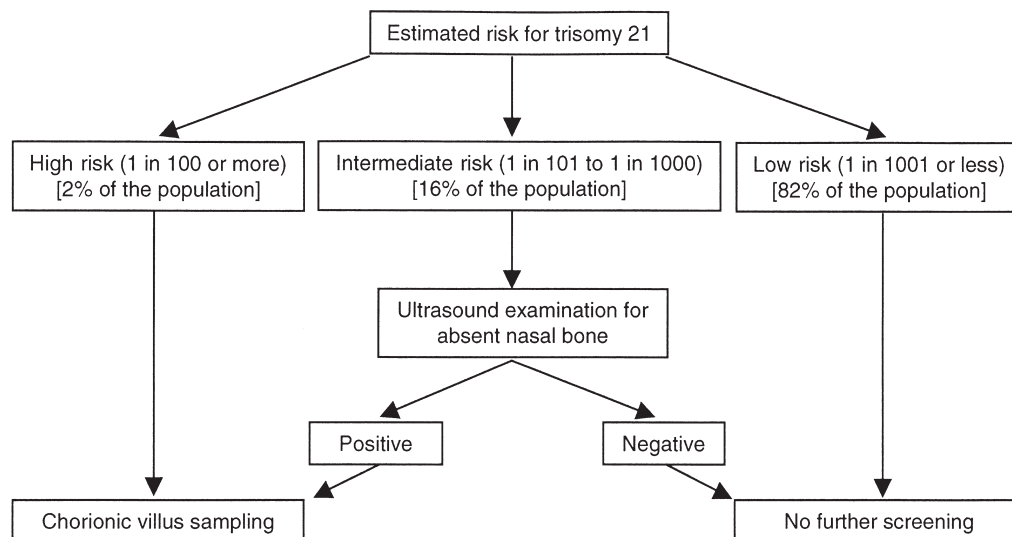 Estimated risk for trisomy 21
High risk (1 in 100 or more)
[2% of the population]
Intermediate risk (1 in 101 to 1 in 1000)
[16% of the population]
Low risk (1 in 1001 or less)
[82% of the population]
Ultrasound examination for
absent nasal bone
Positive
Negative
Chorionic villus sampling
No further screening